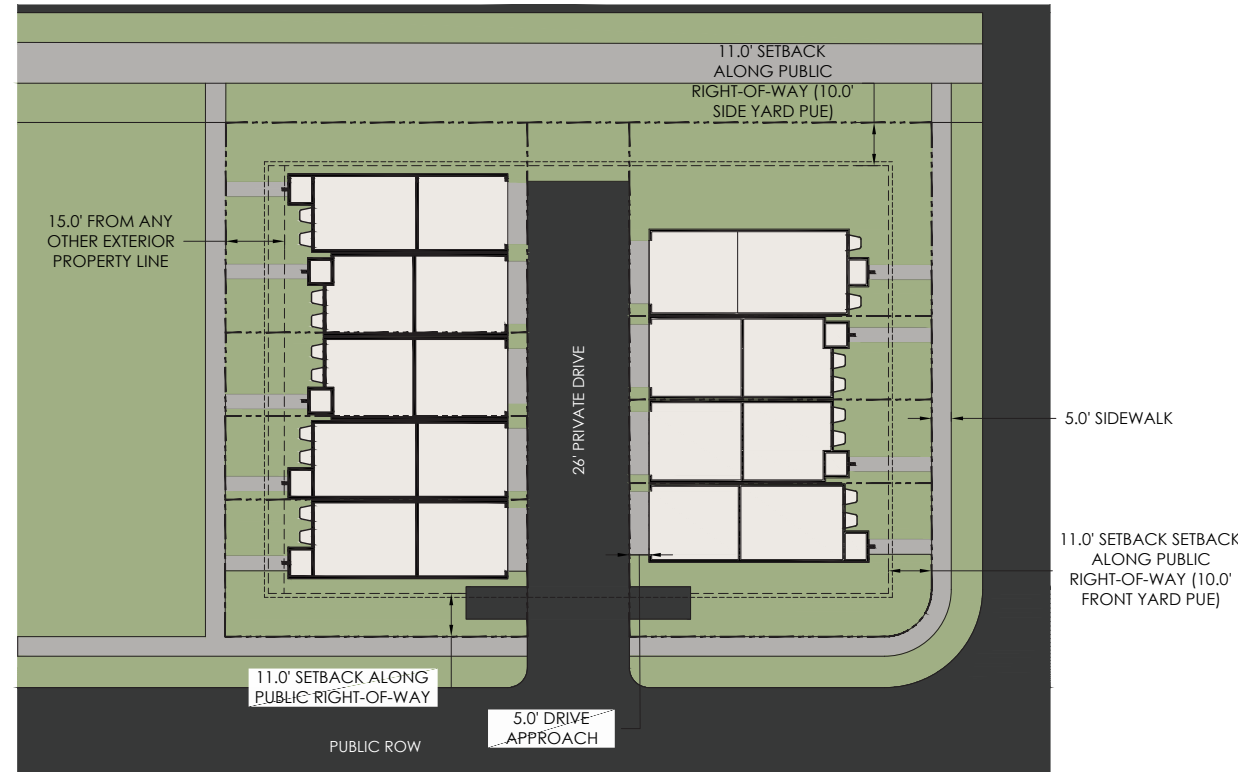 11.0' SETBACK
ALONG PUBLIC
RIGHT-OF-WAY (10.0'
SIDE YARD PUE)
15.0' FROM ANY
OTHER EXTERIOR
PROPERTY LINE
26' PRIVATE DRIVE
5.0' SIDEWALK
11.0' SETBACK SETBACK
ALONG PUBLIC
RIGHT-OF-WAY (10.0'
FRONT YARD PUE)
11.0' SETBACK ALONG
PUBLIC RIGHT-OF-WAY
5.0' DRIVE
APPROACH
PUBLIC ROW